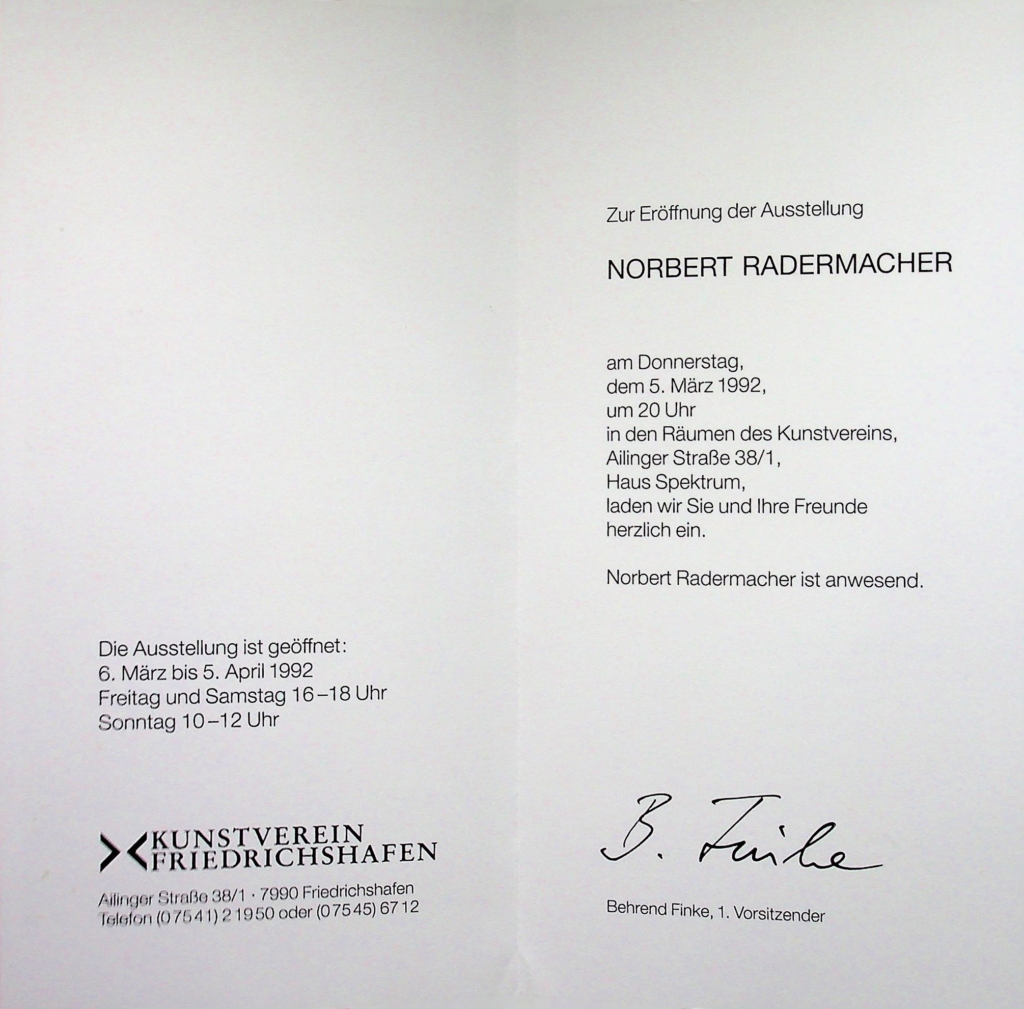 Die Ausstellung ist geöffnet:
6. März bis 5. April 1992
Freitag und Samstag 16–18 Uhr
Sonntag 10–12 Uhr
KUNSTVEREIN
FRIEDRICHSHAFEN
Ailinger Straße 38/1 · 7990 Friedrichshafen
Telefon (07541) 21950 oder (07545) 6712
Zur Eröffnung der Ausstellung
NORBERT RADERMACHER
am Donnerstag,
dem 5. März 1992,
um 20 Uhr
in den Räumen des Kunstvereins,
Ailinger Straße 38/1,
Haus Spektrum,
laden wir Sie und Ihre Freunde
herzlich ein.
Norbert Radermacher ist anwesend.
B. Finke
Behrend Finke, 1. Vorsitzender